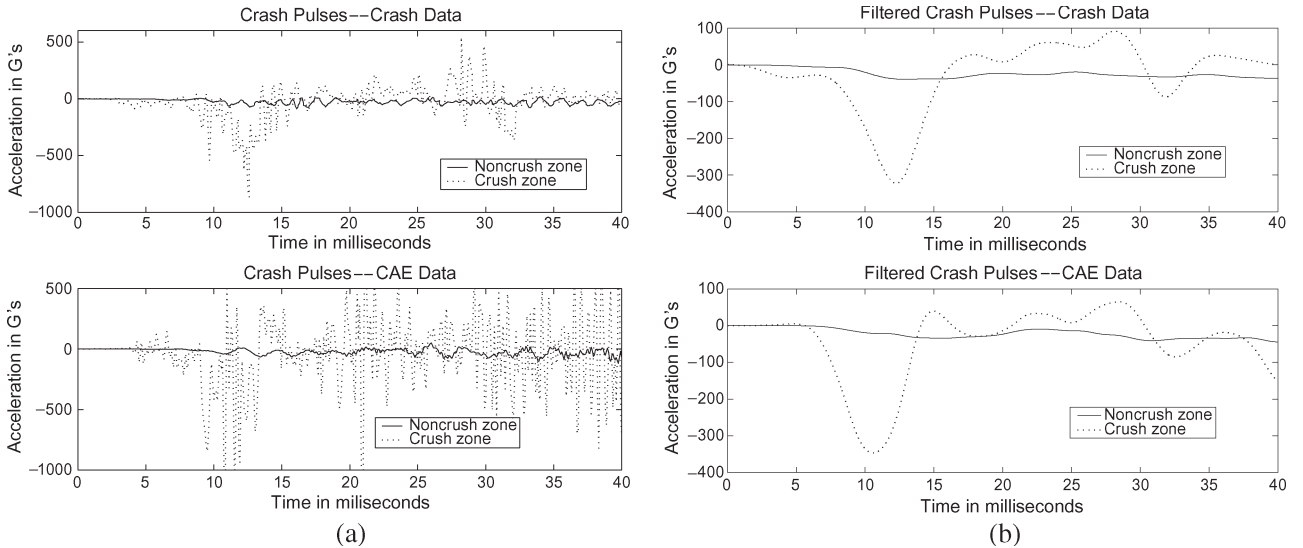 Crash Pulses--Crash Data
Acceleration in G's
500
0
–500
–1000
Noncrush zone
Crush zone
0 5 10 15 20 25 30 35 40
Time in milliseconds
Filtered Crash Pulses--Crash Data
Acceleration in G's
100
0
–100
–200
–300
–400
Noncrush zone
Crush zone
0 5 10 15 20 25 30 35 40
Time in milliseconds
Crash Pulses--CAE Data
Acceleration in G's
500
0
–500
–1000
Noncrush zone
Crush zone
0 5 10 15 20 25 30 35 40
Time in milliseconds
(a)
Filtered Crash Pulses--CAE Data
Acceleration in G's
100
0
–100
–200
–300
–400
Noncrush zone
Crush zone
0 5 10 15 20 25 30 35 40
Time in milliseconds
(b)